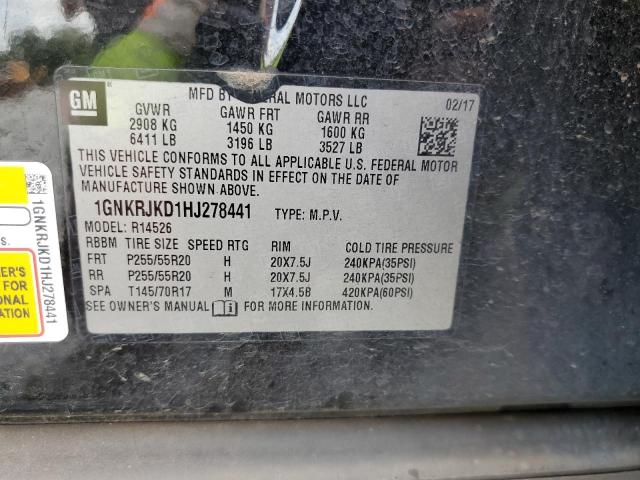 GM
MFD BY GENERAL MOTORS LLC
02/17
GVWR GAWR FRT GAWR RR
2908 KG 1450 KG 1600 KG
6411 LB 3196 LB 3527 LB
THIS VEHICLE CONFORMS TO ALL APPLICABLE U.S. FEDERAL MOTOR
VEHICLE SAFETY STANDARDS IN EFFECT ON THE DATE OF
MANUFACTURE SHOWN ABOVE.
1GNKRJKD1HJ278441 TYPE: M.P.V.
MODEL: R14526
RBBM TIRE SIZE SPEED RTG RIM COLD TIRE PRESSURE
FRT P255/55R20 H 20X7.5J 240KPA(35PSI)
RR P255/55R20 H 20X7.5J 240KPA(35PSI)
SPA T145/70R17 M 17X4.5B 420KPA(60PSI)
SEE OWNER'S MANUAL FOR MORE INFORMATION.
1GNKRJKD1HJ278441
S.
ER'S
FOR
ONAL
TION